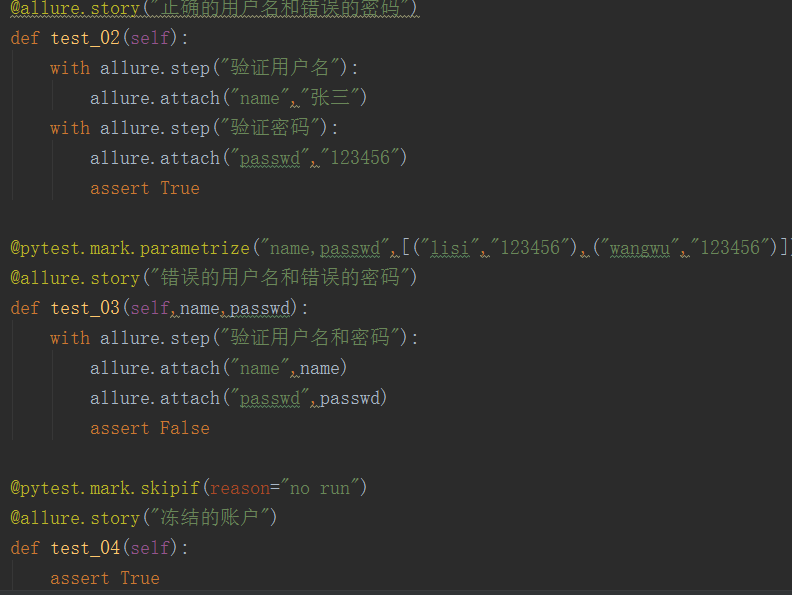 @allure.story("正确的用户名和错误的密码")
def test_02(self):
    with allure.step("验证用户名"):
        allure.attach("name","张三")
    with allure.step("验证密码"):
        allure.attach("passwd","123456")
        assert True

@pytest.mark.parametrize("name,passwd",[("lisi","123456"),("wangwu","123456")])
@allure.story("错误的用户名和错误的密码")
def test_03(self,name,passwd):
    with allure.step("验证用户名和密码"):
        allure.attach("name",name)
        allure.attach("passwd",passwd)
        assert False

@pytest.mark.skipif(reason="no run")
@allure.story("冻结的账户")
def test_04(self):
    assert True